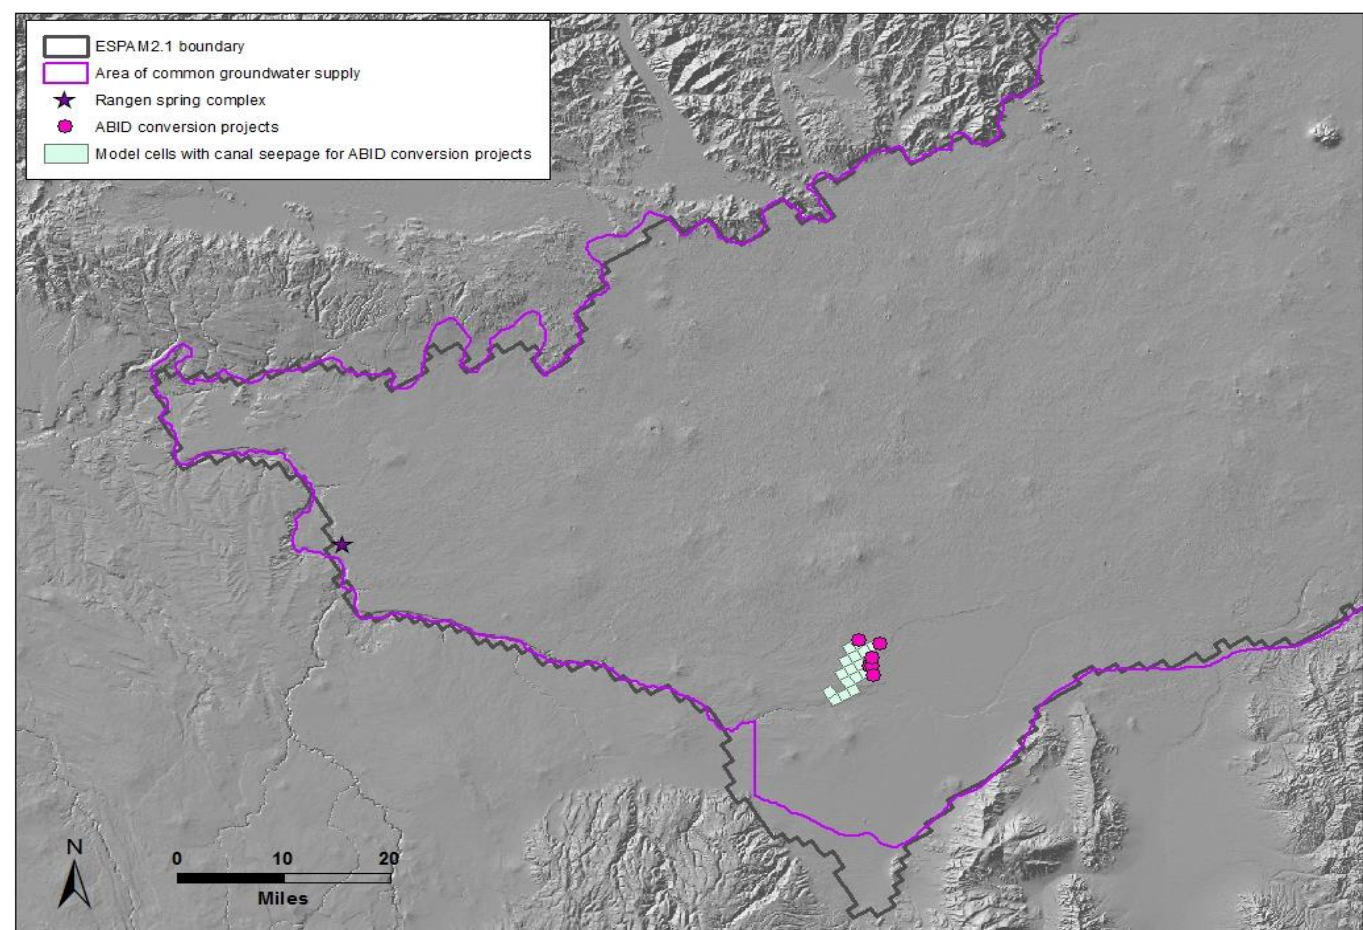 ESPAM2.1 boundary
Area of common groundwater supply
Rangen spring complex
ABID conversion projects
Model cells with canal seepage for ABID conversion projects
N
0 10 20
Miles